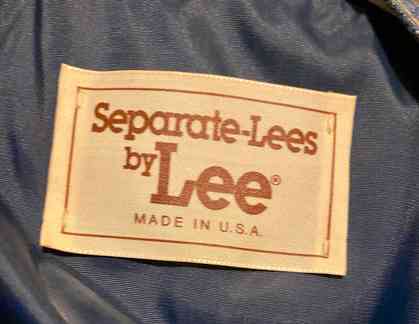 Separate-Lees
by Lee®
MADE IN U.S.A.